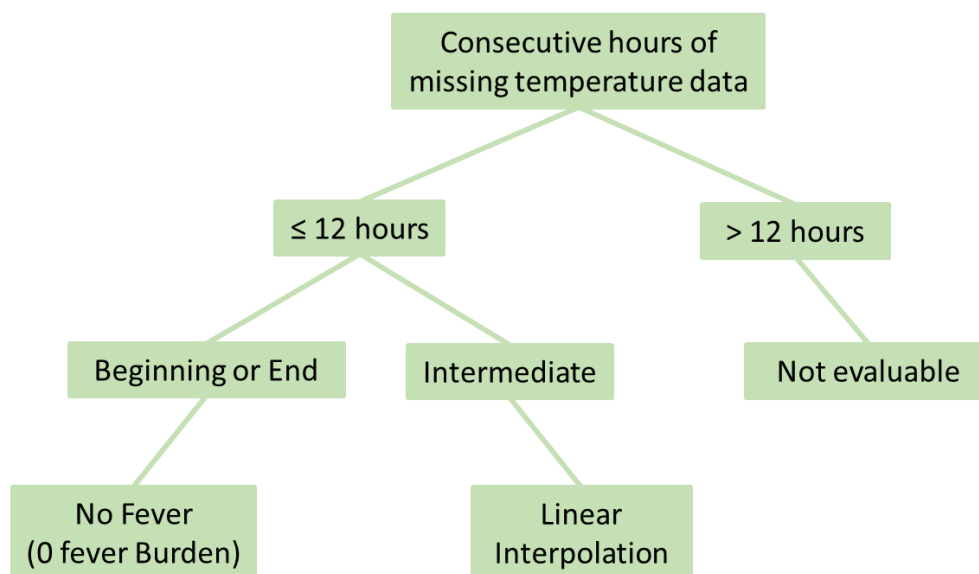 Consecutive hours of
missing temperature data
≤ 12 hours
> 12 hours
Beginning or End
Intermediate
Not evaluable
No Fever
(0 fever Burden)
Linear
Interpolation